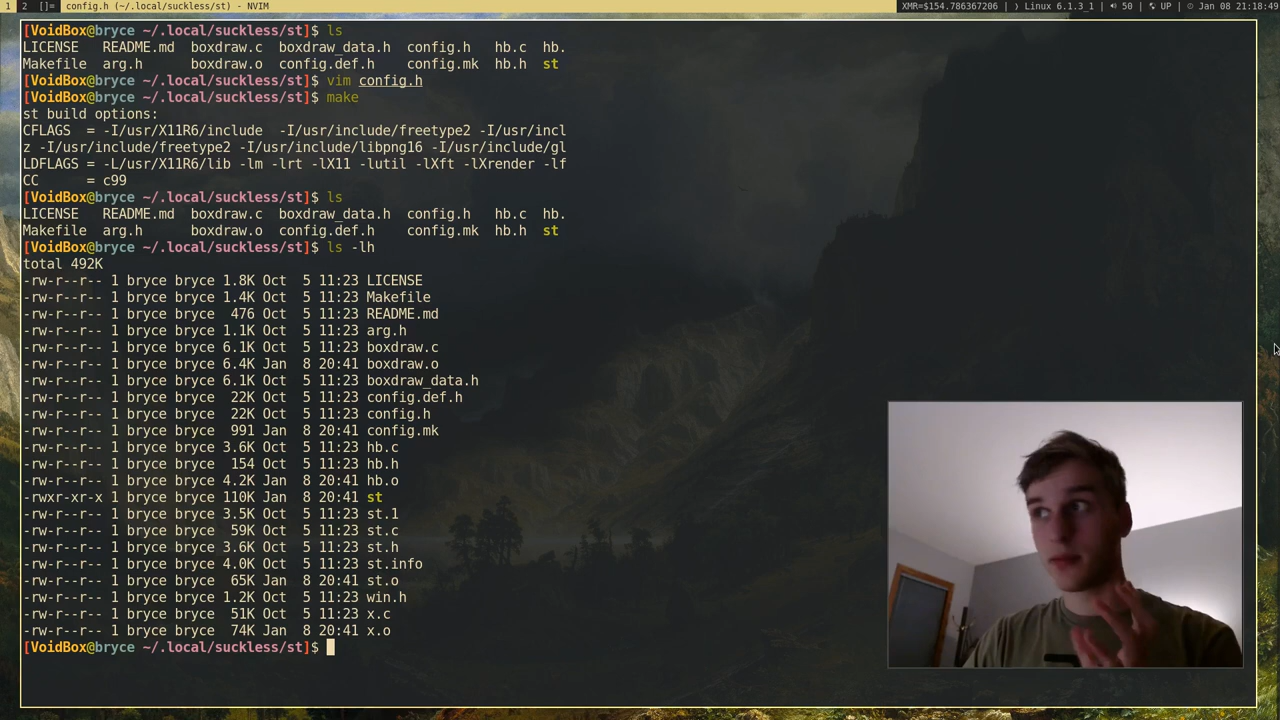 1 2 []= config.h (~/.local/suckless/st) - NVIM XMR=$154.786367206 | Linux 6.1.3_1 | 50 | UP | Jan 08 21:18:49
[VoidBox@bryce ~/.local/suckless/st]$ ls
LICENSE README.md boxdraw.c boxdraw_data.h config.h hb.c hb.
Makefile arg.h boxdraw.o config.def.h config.mk hb.h st
[VoidBox@bryce ~/.local/suckless/st]$ vim config.h
[VoidBox@bryce ~/.local/suckless/st]$ make
st build options:
CFLAGS = -I/usr/X11R6/include -I/usr/include/freetype2 -I/usr/incl
z -I/usr/include/freetype2 -I/usr/include/libpng16 -I/usr/include/gl
LDFLAGS = -L/usr/X11R6/lib -lm -lrt -lX11 -lutil -lXft -lXrender -lf
CC = c99
[VoidBox@bryce ~/.local/suckless/st]$ ls
LICENSE README.md boxdraw.c boxdraw_data.h config.h hb.c hb.
Makefile arg.h boxdraw.o config.def.h config.mk hb.h st
[VoidBox@bryce ~/.local/suckless/st]$ ls -lh
total 492K
-rw-r--r-- 1 bryce bryce 1.8K Oct 5 11:23 LICENSE
-rw-r--r-- 1 bryce bryce 1.4K Oct 5 11:23 Makefile
-rw-r--r-- 1 bryce bryce 476 Oct 5 11:23 README.md
-rw-r--r-- 1 bryce bryce 1.1K Oct 5 11:23 arg.h
-rw-r--r-- 1 bryce bryce 6.1K Oct 5 11:23 boxdraw.c
-rw-r--r-- 1 bryce bryce 6.4K Jan 8 20:41 boxdraw.o
-rw-r--r-- 1 bryce bryce 6.1K Oct 5 11:23 boxdraw_data.h
-rw-r--r-- 1 bryce bryce 22K Oct 5 11:23 config.def.h
-rw-r--r-- 1 bryce bryce 22K Oct 5 11:23 config.h
-rw-r--r-- 1 bryce bryce 991 Jan 8 20:41 config.mk
-rw-r--r-- 1 bryce bryce 3.6K Oct 5 11:23 hb.c
-rw-r--r-- 1 bryce bryce 154 Oct 5 11:23 hb.h
-rw-r--r-- 1 bryce bryce 4.2K Jan 8 20:41 hb.o
-rwxr-xr-x 1 bryce bryce 110K Jan 8 20:41 st
-rw-r--r-- 1 bryce bryce 3.5K Oct 5 11:23 st.1
-rw-r--r-- 1 bryce bryce 59K Oct 5 11:23 st.c
-rw-r--r-- 1 bryce bryce 3.6K Oct 5 11:23 st.h
-rw-r--r-- 1 bryce bryce 4.0K Oct 5 11:23 st.info
-rw-r--r-- 1 bryce bryce 65K Jan 8 20:41 st.o
-rw-r--r-- 1 bryce bryce 1.2K Oct 5 11:23 win.h
-rw-r--r-- 1 bryce bryce 51K Oct 5 11:23 x.c
-rw-r--r-- 1 bryce bryce 74K Jan 8 20:41 x.o
[VoidBox@bryce ~/.local/suckless/st]$